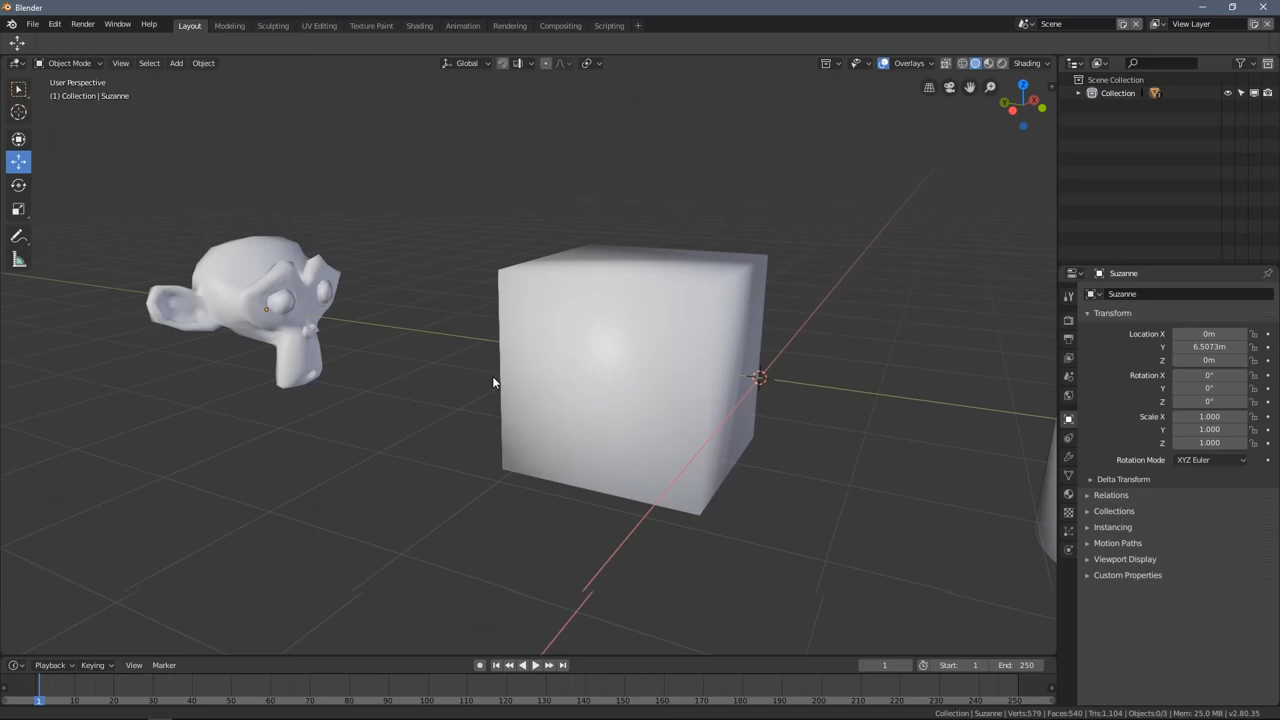 Blender
File Edit Render Window Help
Layout Modeling Sculpting UV Editing Texture Paint Shading Animation Rendering Compositing Scripting +
Scene
View Layer
Object Mode View Select Add Object
Global
Overlays
Shading
User Perspective
(1) Collection | Suzanne
Z
Y
X
Scene Collection
Collection
3
Suzanne
Suzanne
Transform
Location X 0m
Y 6.5073m
Z 0m
Rotation X 0°
Y 0°
Z 0°
Scale X 1.000
Y 1.000
Z 1.000
Rotation Mode XYZ Euler
Delta Transform
Relations
Collections
Instancing
Motion Paths
Viewport Display
Custom Properties
Playback Keying View Marker
1
Start: 1
End: 250
1 10 20 30 40 50 60 70 80 90 100 110 120 130 140 150 160 170 180 190 200 210 220 230 240 250
Collection | Suzanne | Verts:579 | Faces:540 | Tris:1,104 | Objects:0/3 | Mem: 25.0 MB | v2.80.35